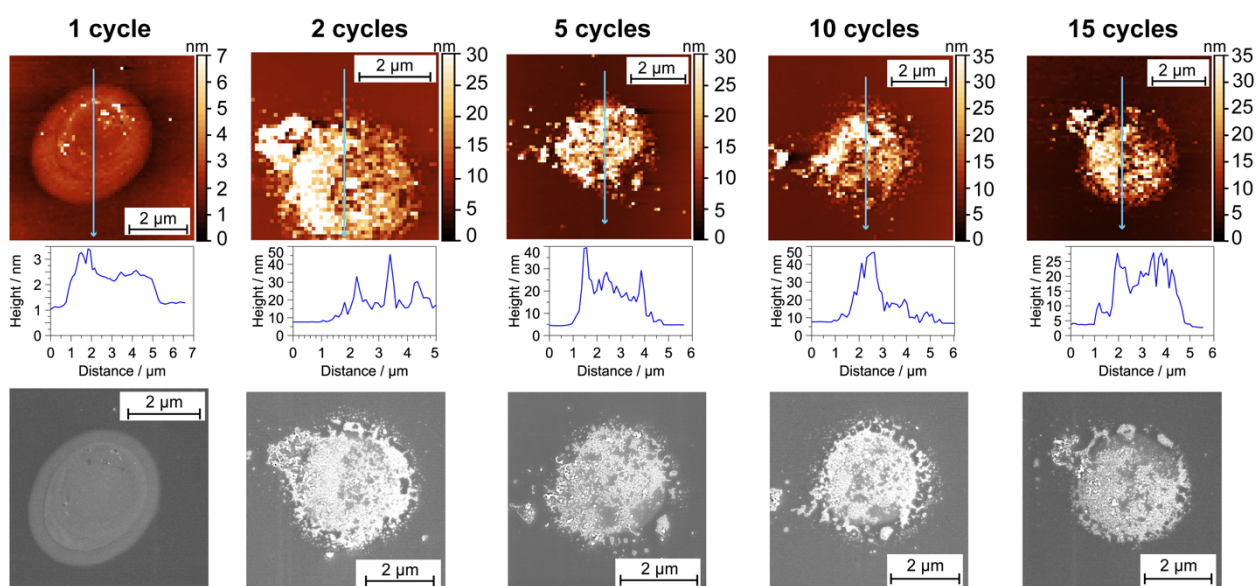 1 cycle
2 cycles
5 cycles
10 cycles
15 cycles
nm
7
6
5
4
3
2
1
0
2 µm
nm
30
25
20
15
10
5
0
2 µm
nm
30
25
20
15
10
5
0
2 µm
nm
35
30
25
20
15
10
5
0
2 µm
nm
35
30
25
20
15
10
5
0
2 µm
Height / nm
3
2
1
0
0 1 2 3 4 5 6 7
Distance / µm
Height / nm
50
40
30
20
10
0
0 1 2 3 4 5
Distance / µm
Height / nm
40
30
20
10
0
0 1 2 3 4 5 6
Distance / µm
Height / nm
50
40
30
20
10
0
0 1 2 3 4 5 6
Distance / µm
Height / nm
25
20
15
10
5
0
0 1 2 3 4 5 6
Distance / µm
2 µm
2 µm
2 µm
2 µm
2 µm